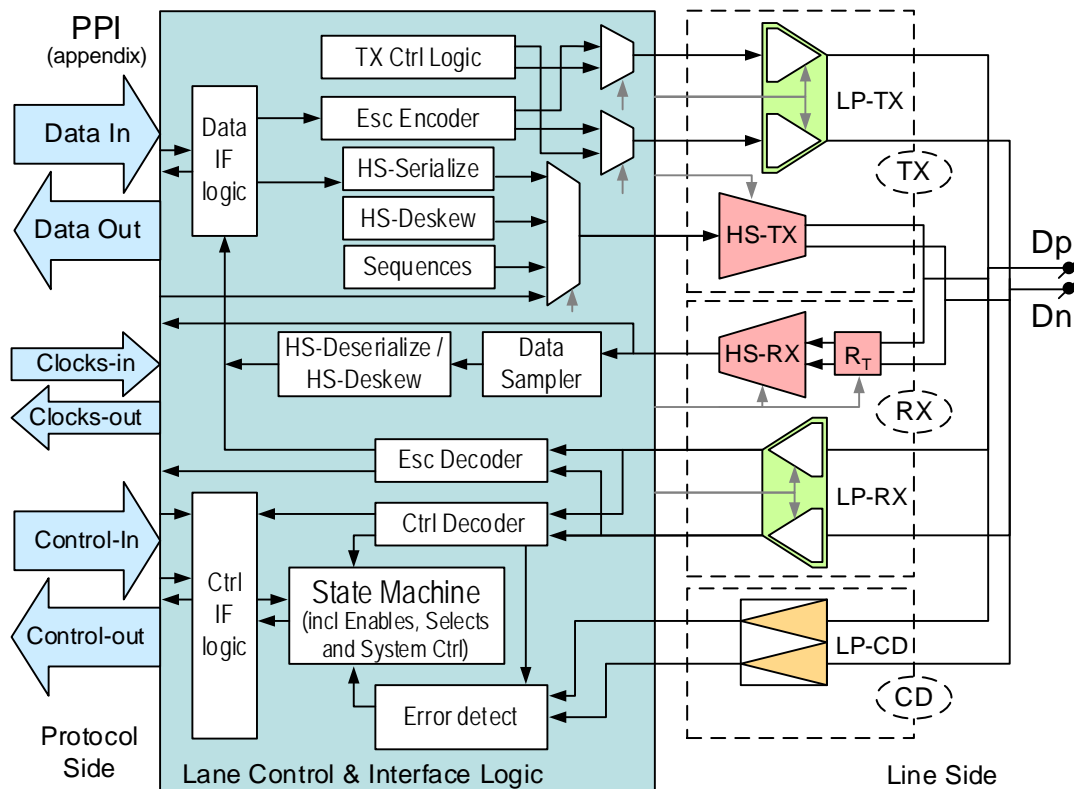 PPI
(appendix)
Data In
Data Out
Clocks-in
Clocks-out
Control-In
Control-out
Protocol
Side
Data
IF
logic
TX Ctrl Logic
Esc Encoder
HS-Serialize
HS-Deskew
Sequences
HS-Deserialize /
HS-Deskew
Data
Sampler
Esc Decoder
Ctrl Decoder
Ctrl
IF
logic
State Machine
(incl Enables, Selects
and System Ctrl)
Error detect
Lane Control & Interface Logic
LP-TX
TX
HS-TX
HS-RX
RT
RX
LP-RX
LP-CD
CD
Dp
Dn
Line Side